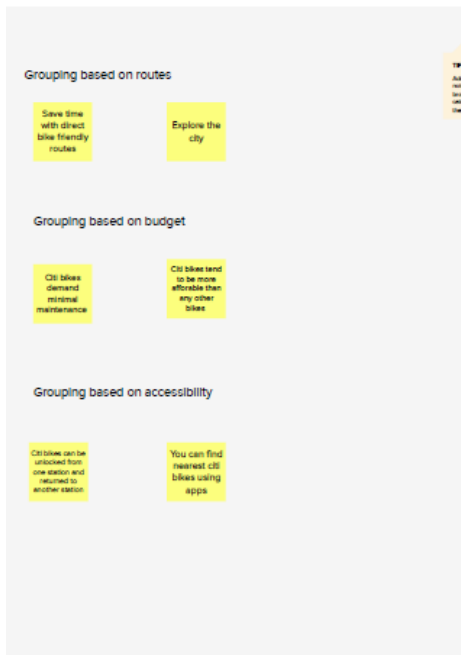 Grouping based on routes
Save time
with direct
bike friendly
routes
Explore the
city
Grouping based on budget
Citi bikes
demand
minimal
maintenance
Citi bikes tend
to be more
afforable than
any other
bikes
Grouping based on accessibility
Citi bikes can be
unlocked from
one station and
returned to
another station
You can find
nearest citi
bikes using
apps